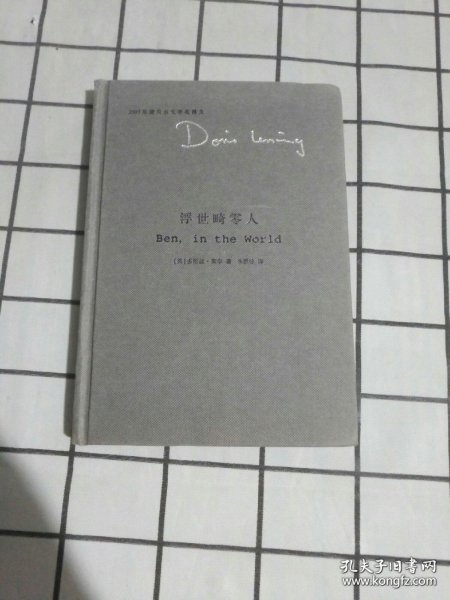 2007年诺贝尔文学奖得主
Doris Lessing
浮世畸零人
Ben, in the World
[英]多丽丝·莱辛 著 朱恩伶 译
孔夫子旧书网
www.kongfz.com